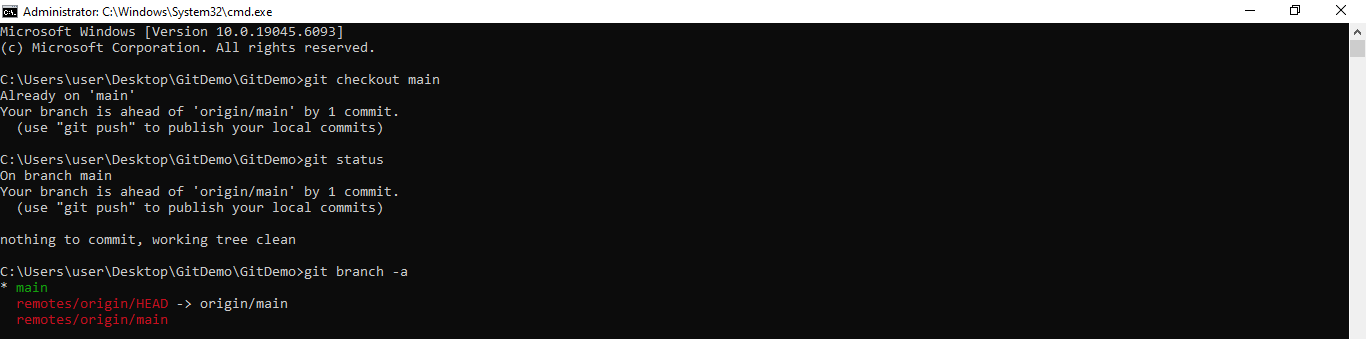 Administrator: C:\Windows\System32\cmd.exe
Microsoft Windows [Version 10.0.19045.6093]
(c) Microsoft Corporation. All rights reserved.
C:\Users\user\Desktop\GitDemo\GitDemo>git checkout main
Already on 'main'
Your branch is ahead of 'origin/main' by 1 commit.
  (use "git push" to publish your local commits)
C:\Users\user\Desktop\GitDemo\GitDemo>git status
On branch main
Your branch is ahead of 'origin/main' by 1 commit.
  (use "git push" to publish your local commits)
nothing to commit, working tree clean
C:\Users\user\Desktop\GitDemo\GitDemo>git branch -a
* main
  remotes/origin/HEAD -> origin/main
  remotes/origin/main